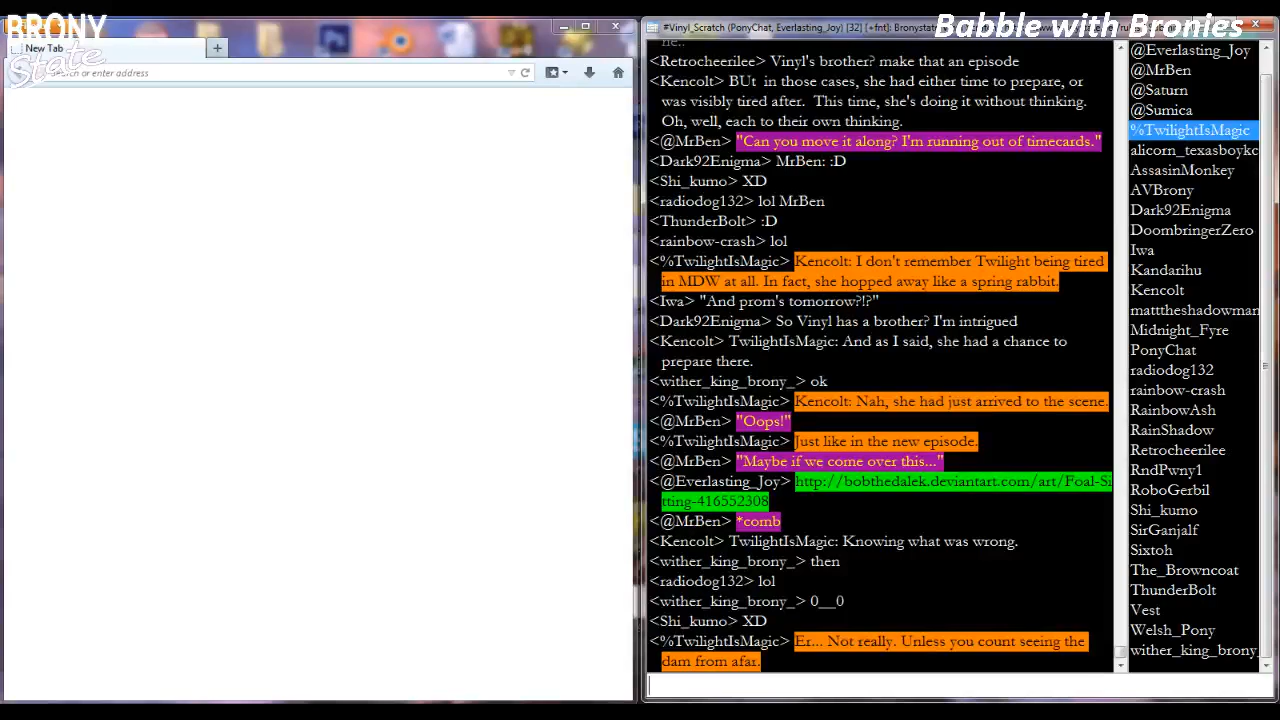 BRONY
State
New Tab
Search or enter address
#Vinyl_Scratch (PonyChat, Everlasting_Joy) [32] [+fnt] Bronystate
Babble with Bronies
<Retrocheerilee> Vinyl's brother? make that an episode
<Kencolt> BUt in those cases, she had either time to prepare, or
was visibly tired after. This time, she's doing it without thinking.
Oh, well, each to their own thinking.
<@MrBen> "Can you move it along? I'm running out of timecards."
<Dark92Enigma> MrBen: :D
<Shi_kumo> XD
<radiodog132> lol MrBen
<ThunderBolt> :D
<rainbow-crash> lol
<%TwilightIsMagic> Kencolt: I don't remember Twilight being tired
in MDW at all. In fact, she hopped away like a spring rabbit.
<Iwa> "And prom's tomorrow?!?"
<Dark92Enigma> So Vinyl has a brother? I'm intrigued
<Kencolt> TwilightIsMagic: And as I said, she had a chance to
prepare there.
<wither_king_brony_> ok
<%TwilightIsMagic> Kencolt: Nah, she had just arrived to the scene.
<@MrBen> "Oops!"
<%TwilightIsMagic> Just like in the new episode.
<@MrBen> "Maybe if we come over this..."
<@Everlasting_Joy> http://bobthedalek.deviantart.com/art/Foal-Si
tting-416552308
<@MrBen> *comb
<Kencolt> TwilightIsMagic: Knowing what was wrong.
<wither_king_brony_> then
<radiodog132> lol
<wither_king_brony_> 0__0
<Shi_kumo> XD
<%TwilightIsMagic> Er... Not really. Unless you count seeing the
dam from afar.
@Everlasting_Joy
@MrBen
@Saturn
@Sumica
%TwilightIsMagic
alicorn_texasboykc
AssasinMonkey
AVBrony
Dark92Enigma
DoombringerZero
Iwa
Kandarihu
Kencolt
matttheshadowman
Midnight_Fyre
PonyChat
radiodog132
rainbow-crash
RainbowAsh
RainShadow
Retrocheerilee
RndPwny1
RoboGerbil
Shi_kumo
SirGanjalf
Sixtoh
The_Browncoat
ThunderBolt
Vest
Welsh_Pony
wither_king_brony_